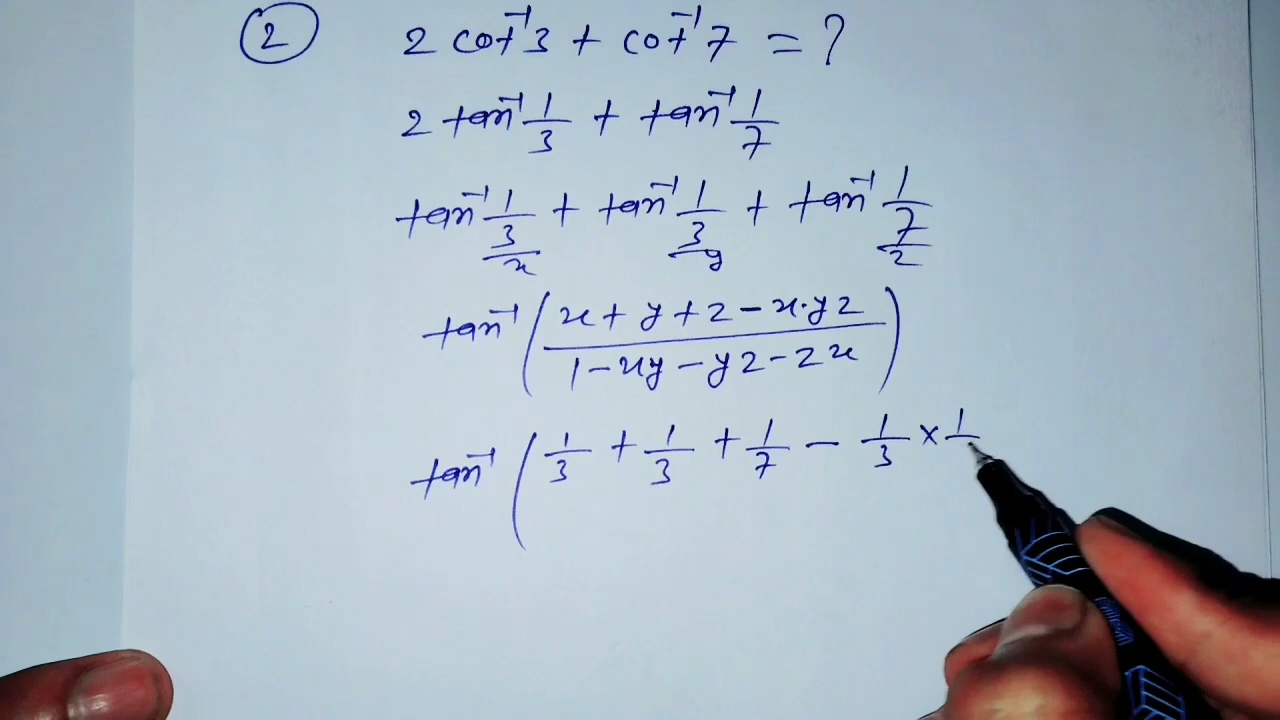 ② 2 cot⁻¹3 + cot⁻¹7 = ?
2 tan⁻¹ 1/3 + tan⁻¹ 1/7
tan⁻¹ 1/3 + tan⁻¹ 1/3 + tan⁻¹ 1/7
x y z
tan⁻¹ ( (x + y + z - x·yz) / (1 - xy - yz - zx) )
tan⁻¹ ( 1/3 + 1/3 + 1/7 - 1/3 × 1/